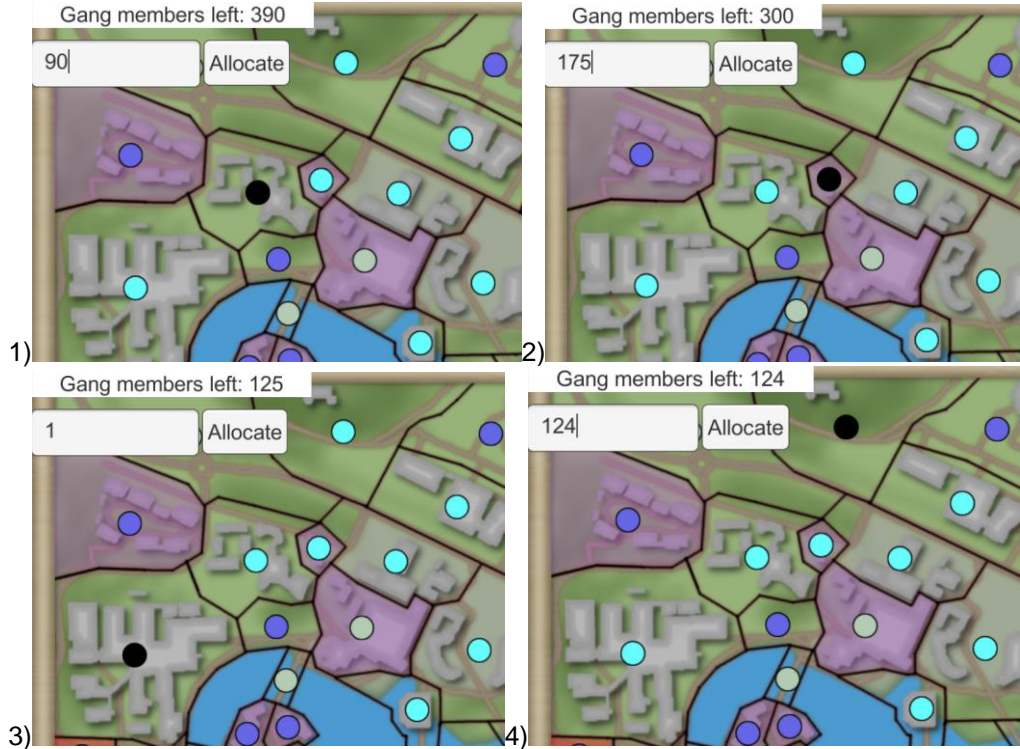 Gang members left: 390
90
Allocate
1)
Gang members left: 300
175
Allocate
2)
Gang members left: 125
1
Allocate
3)
Gang members left: 124
124
Allocate
4)